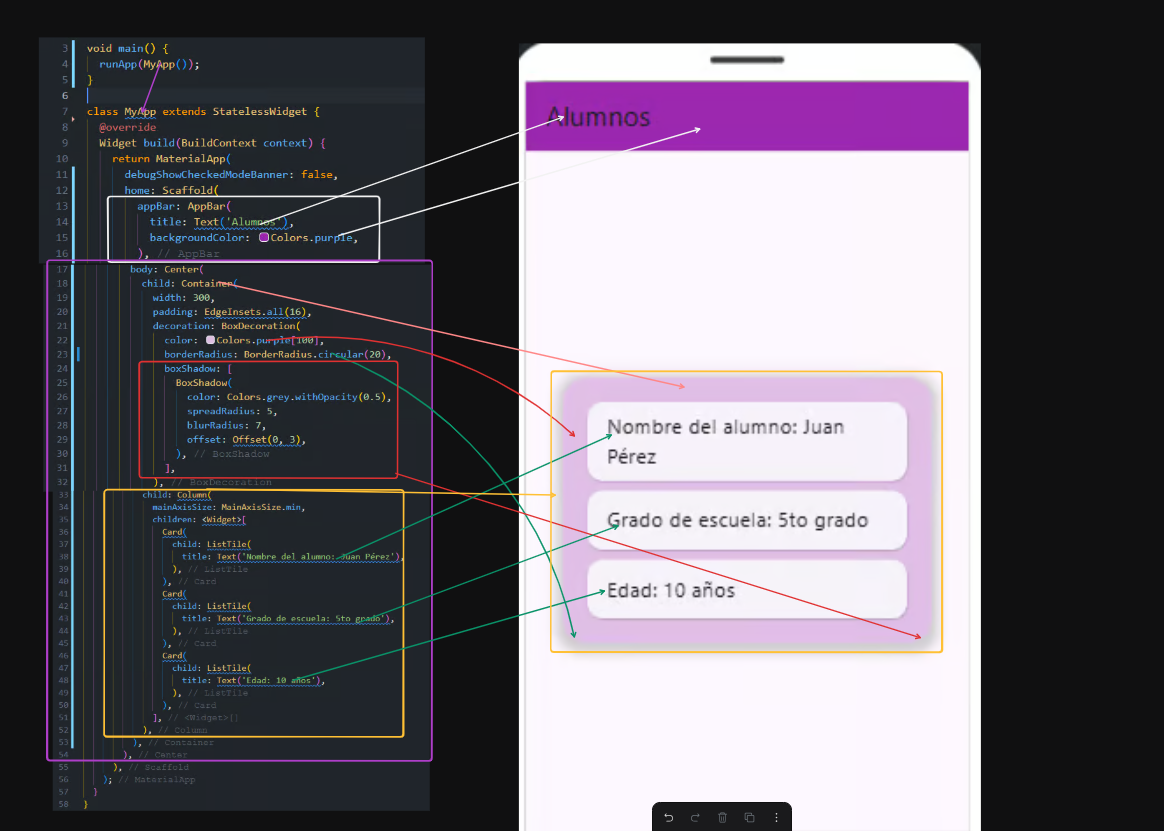 3 void main() {
4 runApp(MyApp());
5 }
6
7 class MyApp extends StatelessWidget {
8 @override
9 Widget build(BuildContext context) {
10 return MaterialApp(
11 debugShowCheckedModeBanner: false,
12 home: Scaffold(
13 appBar: AppBar(
14 title: Text('Alumnos'),
15 backgroundColor: Colors.purple,
16 ), // AppBar
17 body: Center(
18 child: Container(
19 width: 300,
20 padding: EdgeInsets.all(16),
21 decoration: BoxDecoration(
22 color: Colors.purple[100],
23 borderRadius: BorderRadius.circular(20),
24 boxShadow: [
25 BoxShadow(
26 color: Colors.grey.withOpacity(0.5),
27 spreadRadius: 5,
28 blurRadius: 7,
29 offset: Offset(0, 3),
30 ), // BoxShadow
31 ],
32 ), // BoxDecoration
33 child: Column(
34 mainAxisSize: MainAxisSize.min,
35 children: <Widget>[
36 Card(
37 child: ListTile(
38 title: Text('Nombre del alumno: Juan Pérez'),
39 ), // ListTile
40 ), // Card
41 Card(
42 child: ListTile(
43 title: Text('Grado de escuela: 5to grado'),
44 ), // ListTile
45 ), // Card
46 Card(
47 child: ListTile(
48 title: Text('Edad: 10 años'),
49 ), // ListTile
50 ), // Card
51 ], // <Widget>[]
52 ), // Column
53 ), // Container
54 ), // Center
55 ), // Scaffold
56 ); // MaterialApp
57 }
58 }
Alumnos
Nombre del alumno: Juan
Pérez
Grado de escuela: 5to grado
Edad: 10 años